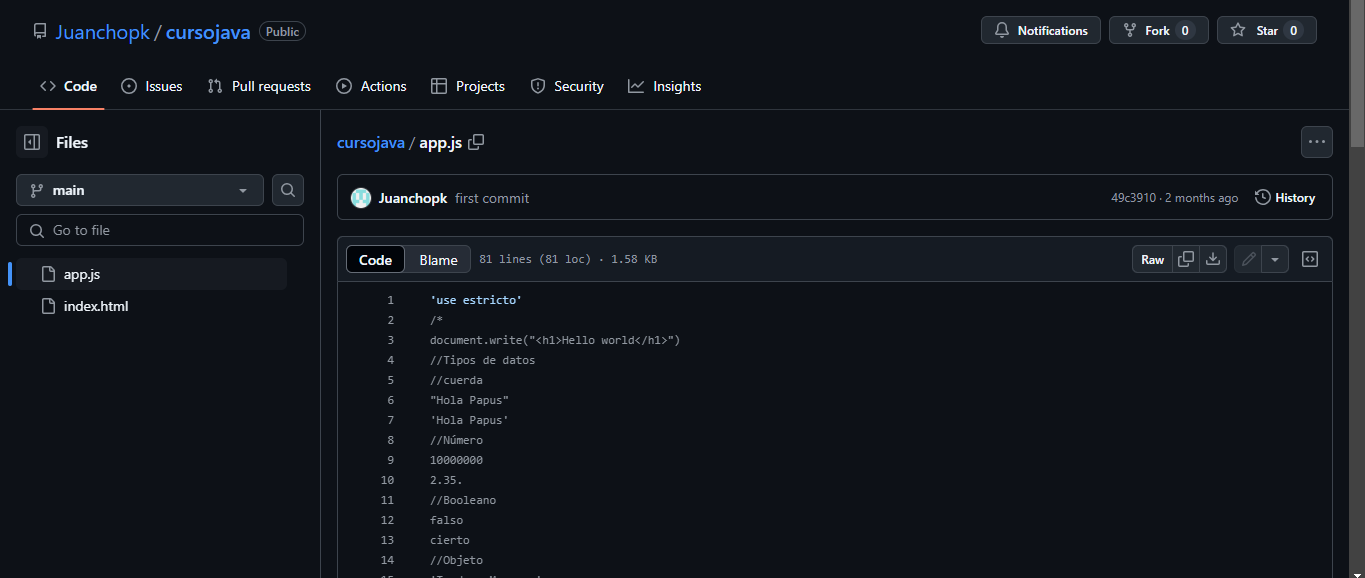 Juanchopk / cursojava Public
Notifications
Fork 0
Star 0
Code
Issues
Pull requests
Actions
Projects
Security
Insights
Files
main
Go to file
app.js
index.html
cursojava / app.js
Juanchopk first commit
49c3910 · 2 months ago
History
Code
Blame
81 lines (81 loc) · 1.58 KB
Raw
1 'use estricto'
2 /*
3 document.write("<h1>Hello world</h1>")
4 //Tipos de datos
5 //cuerda
6 "Hola Papus"
7 'Hola Papus'
8 //Número
9 10000000
10 2.35.
11 //Booleano
12 falso
13 cierto
14 //Objeto